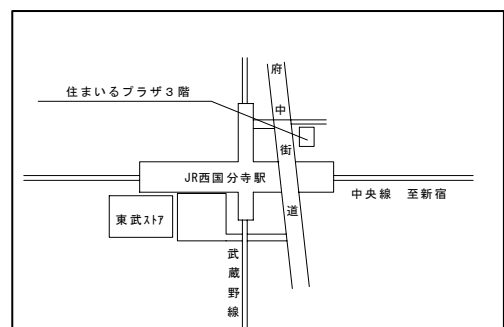 住まいるプラザ3階
府中街道
JR西国分寺駅
中央線 至新宿
東武ｽﾄｱ
武蔵野線